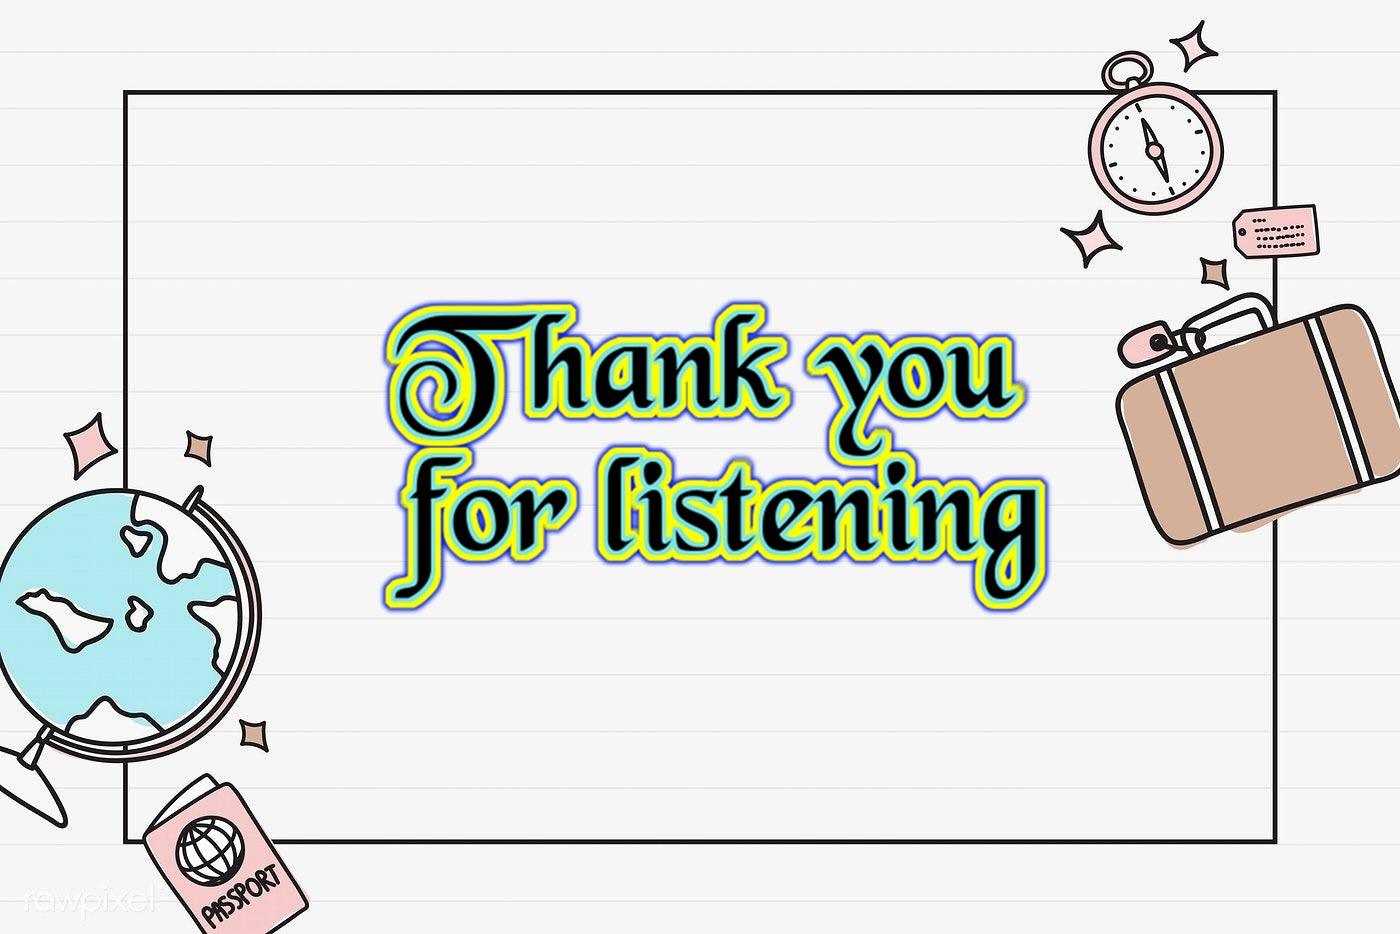 Thank you
for listening
PASSPORT
rawpixel